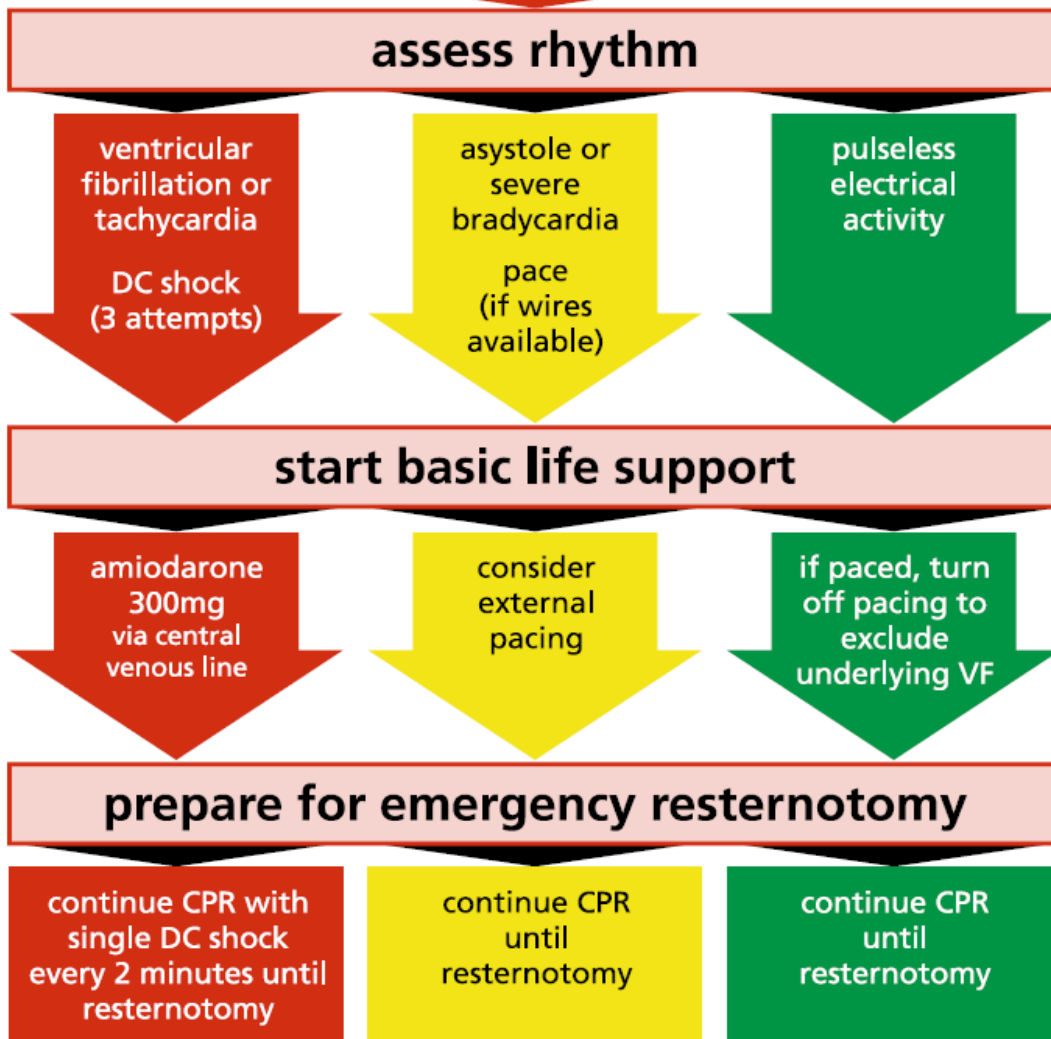 assess rhythm
ventricular
fibrillation or
tachycardia
DC shock
(3 attempts)
asystole or
severe
bradycardia
pace
(if wires
available)
pulseless
electrical
activity
start basic life support
amiodarone
300mg
via central
venous line
consider
external
pacing
if paced, turn
off pacing to
exclude
underlying VF
prepare for emergency resternotomy
continue CPR with
single DC shock
every 2 minutes until
resternotomy
continue CPR
until
resternotomy
continue CPR
until
resternotomy